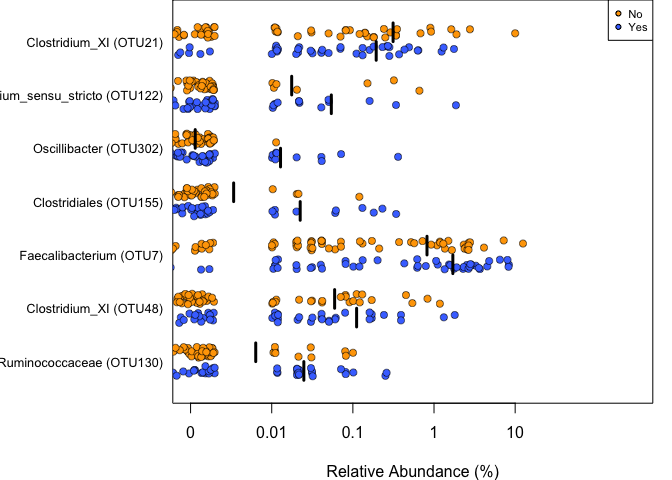 No
Yes
Clostridium_XI (OTU21)
ium_sensu_stricto (OTU122)
Oscillibacter (OTU302)
Clostridiales (OTU155)
Faecalibacterium (OTU7)
Clostridium_XI (OTU48)
Ruminococcaceae (OTU130)
0 0.01 0.1 1 10
Relative Abundance (%)